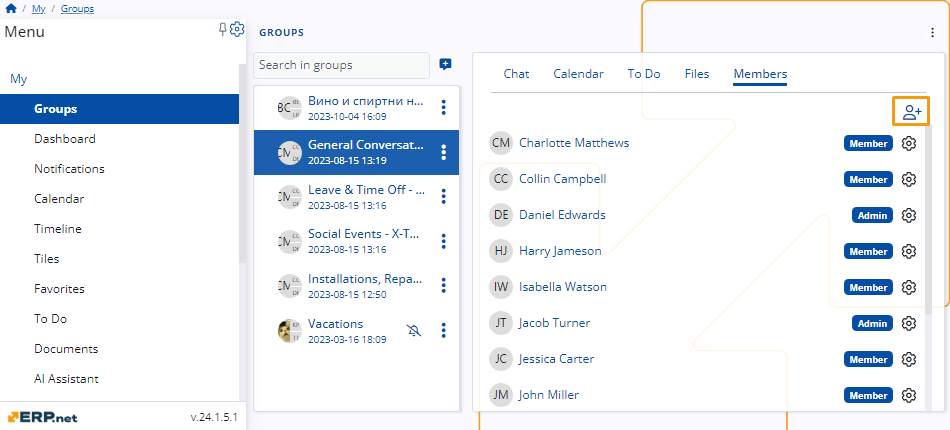 / My / Groups
Menu
My
Groups
Dashboard
Notifications
Calendar
Timeline
Tiles
Favorites
To Do
Documents
AI Assistant
ERP.net
v.24.1.5.1
GROUPS
Search in groups
Вино и спиртни н...
2023-10-04 16:09
General Conversat...
2023-08-15 13:19
Leave & Time Off - ...
2023-08-15 13:16
Social Events - X-T...
2023-08-15 13:16
Installations, Repa...
2023-08-15 12:50
Vacations
2023-03-16 18:09
Chat Calendar To Do Files Members
CM Charlotte Matthews Member
CC Collin Campbell Member
DE Daniel Edwards Admin
HJ Harry Jameson Member
IW Isabella Watson Member
JT Jacob Turner Admin
JC Jessica Carter Member
JM John Miller Member